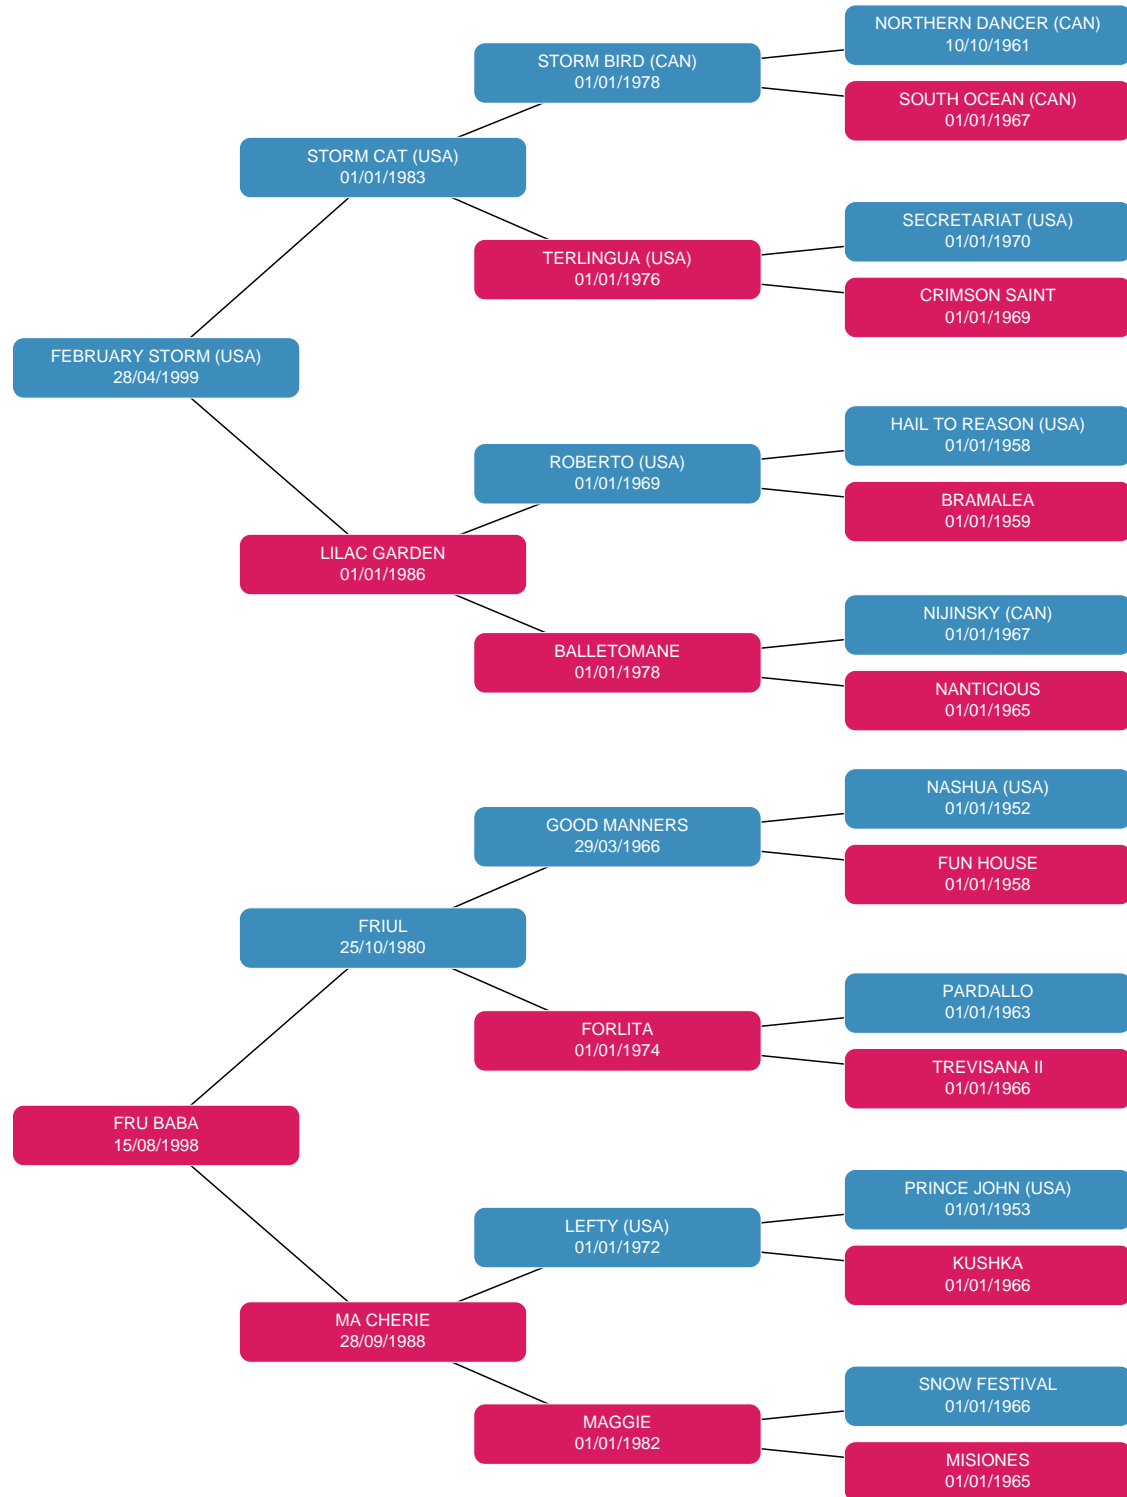 NORTHERN DANCER (CAN)
10/10/1961
STORM BIRD (CAN)
01/01/1978
SOUTH OCEAN (CAN)
01/01/1967
STORM CAT (USA)
01/01/1983
SECRETARIAT (USA)
01/01/1970
TERLINGUA (USA)
01/01/1976
CRIMSON SAINT
01/01/1969
FEBRUARY STORM (USA)
28/04/1999
HAIL TO REASON (USA)
01/01/1958
ROBERTO (USA)
01/01/1969
BRAMALEA
01/01/1959
LILAC GARDEN
01/01/1986
NIJINSKY (CAN)
01/01/1967
BALLETOMANE
01/01/1978
NANTICIOUS
01/01/1965
NASHUA (USA)
01/01/1952
GOOD MANNERS
29/03/1966
FUN HOUSE
01/01/1958
FRIUL
25/10/1980
PARDALLO
01/01/1963
FORLITA
01/01/1974
TREVISANA II
01/01/1966
FRU BABA
15/08/1998
PRINCE JOHN (USA)
01/01/1953
LEFTY (USA)
01/01/1972
KUSHKA
01/01/1966
MA CHERIE
28/09/1988
SNOW FESTIVAL
01/01/1966
MAGGIE
01/01/1982
MISIONES
01/01/1965